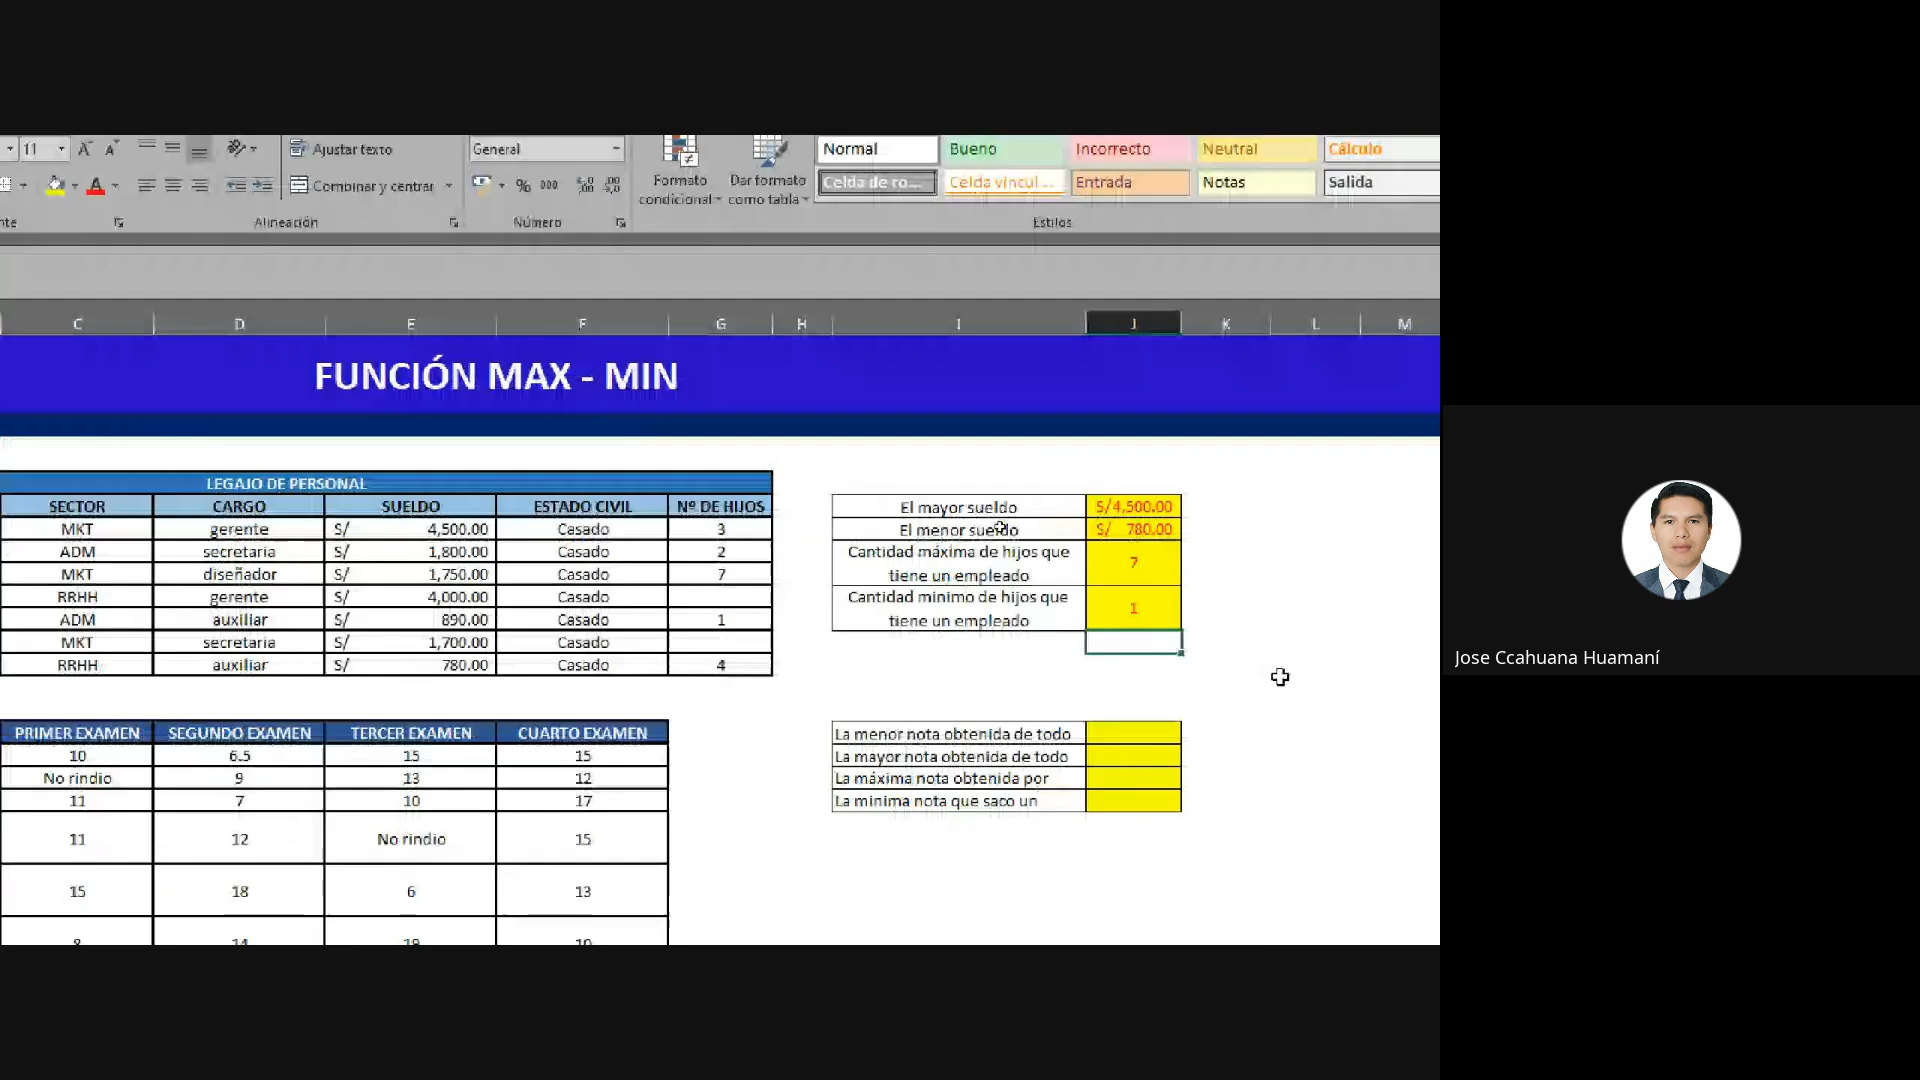 11
Ajustar texto
General
Normal
Bueno
Incorrecto
Neutral
Cálculo
Combinar y centrar
% 000
Formato
condicional
Dar formato
como tabla
Celda de co...
Celda vincul...
Entrada
Notas
Salida
Alineación
Número
Estilos
C D E F G H I J K L M
FUNCIÓN MAX - MIN
LEGAJO DE PERSONAL
SECTOR CARGO SUELDO ESTADO CIVIL Nº DE HIJOS
MKT gerente S/ 4,500.00 Casado 3
ADM secretaria S/ 1,800.00 Casado 2
MKT diseñador S/ 1,750.00 Casado 7
RRHH gerente S/ 4,000.00 Casado
ADM auxiliar S/ 890.00 Casado 1
MKT secretaria S/ 1,700.00 Casado
RRHH auxiliar S/ 780.00 Casado 4
El mayor sueldo S/4,500.00
El menor sueldo S/ 780.00
Cantidad máxima de hijos que
tiene un empleado 7
Cantidad minimo de hijos que
tiene un empleado 1
PRIMER EXAMEN SEGUNDO EXAMEN TERCER EXAMEN CUARTO EXAMEN
10 6.5 15 15
No rindio 9 13 12
11 7 10 17
11 12 No rindio 15
15 18 6 13
La menor nota obtenida de todo
La mayor nota obtenida de todo
La máxima nota obtenida por
La minima nota que saco un
Jose Ccahuana Huamaní